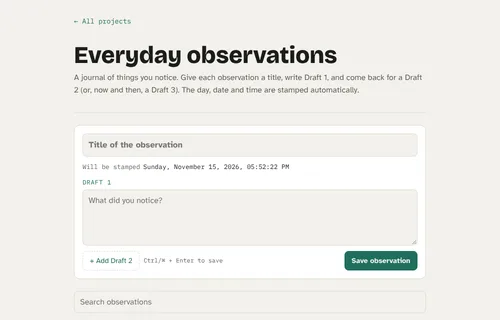 ← All projects
Everyday observations
A journal of things you notice. Give each observation a title, write Draft 1, and come back for a Draft
2 (or, now and then, a Draft 3). The day, date and time are stamped automatically.
Title of the observation
Will be stamped Sunday, November 15, 2026, 05:52:22 PM
DRAFT 1
What did you notice?
+ Add Draft 2 Ctrl/⌘ + Enter to save Save observation
Search observations